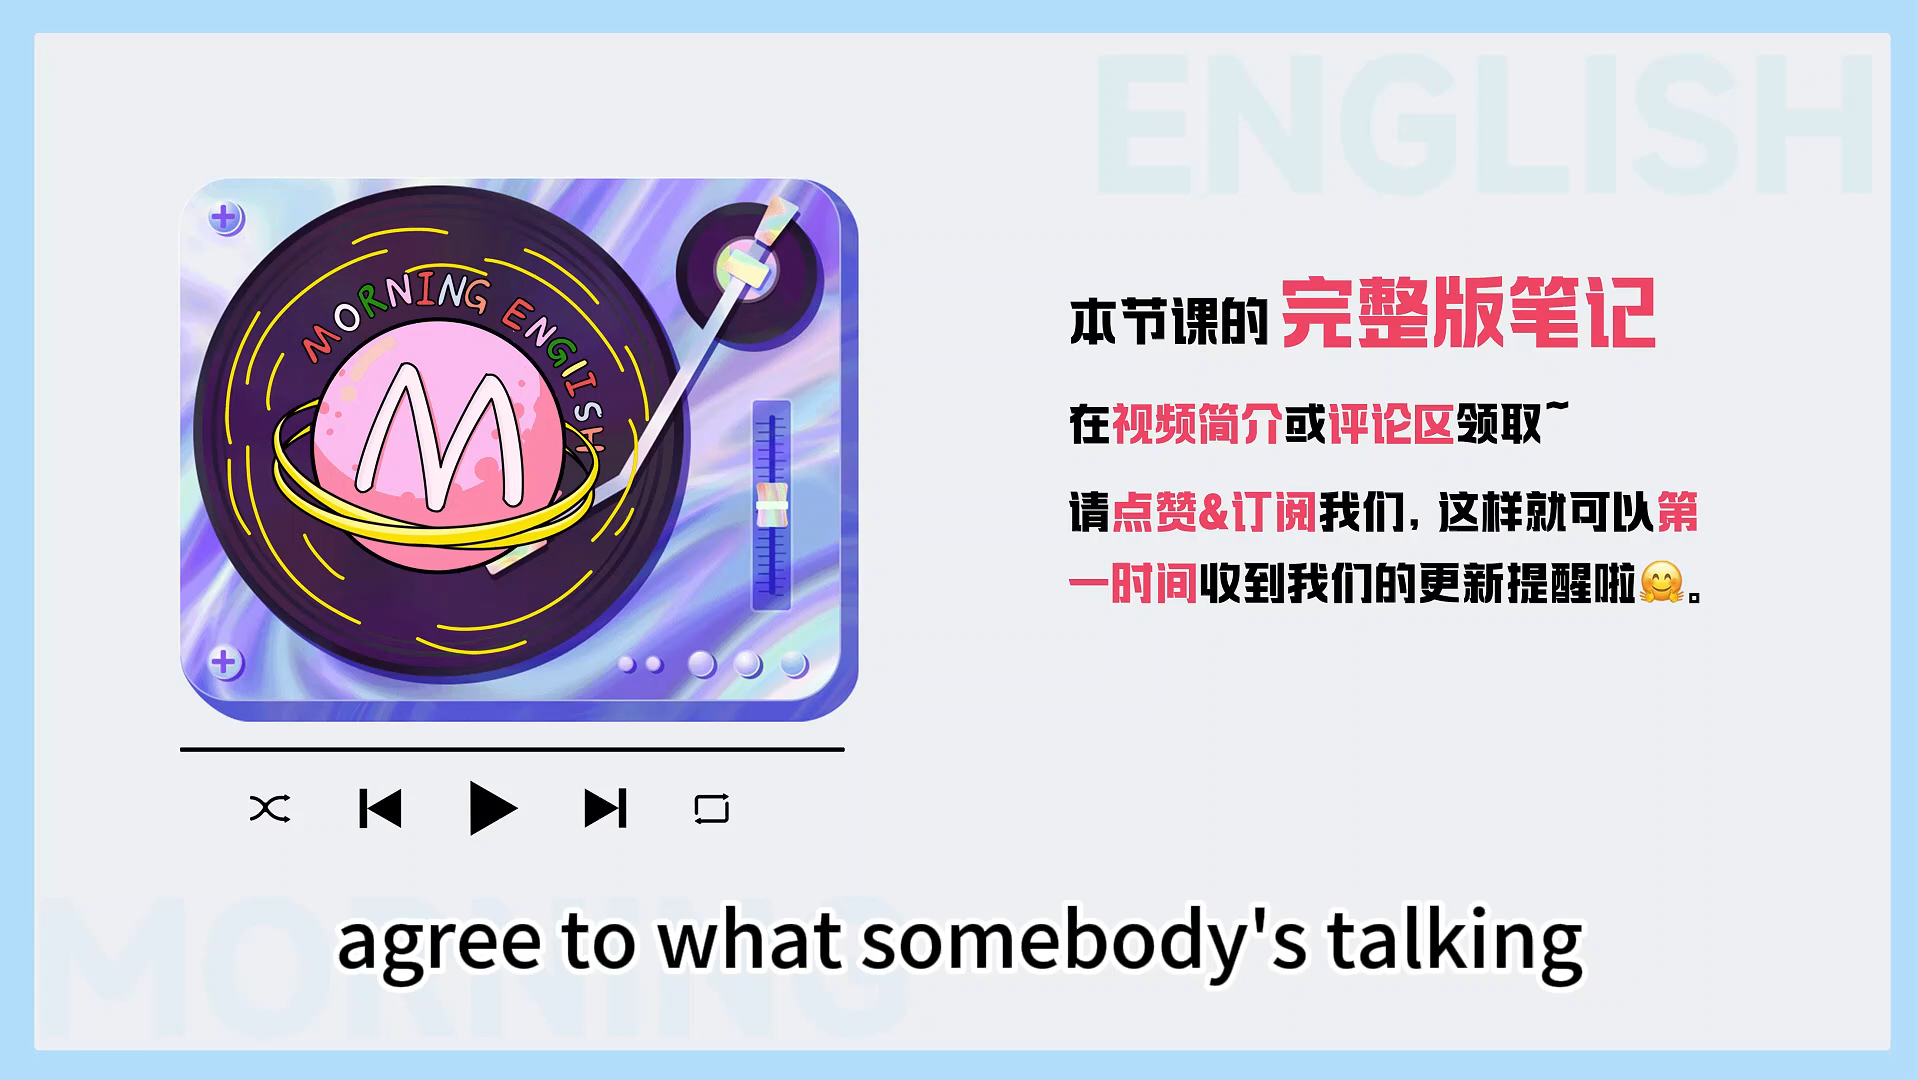 ENGLISH
MORNING ENGlISH
M
本节课的 完整版笔记
在视频简介或评论区领取~
请点赞&订阅我们，这样就可以第
一时间收到我们的更新提醒啦🤗。
MORNING
agree to what somebody's talking